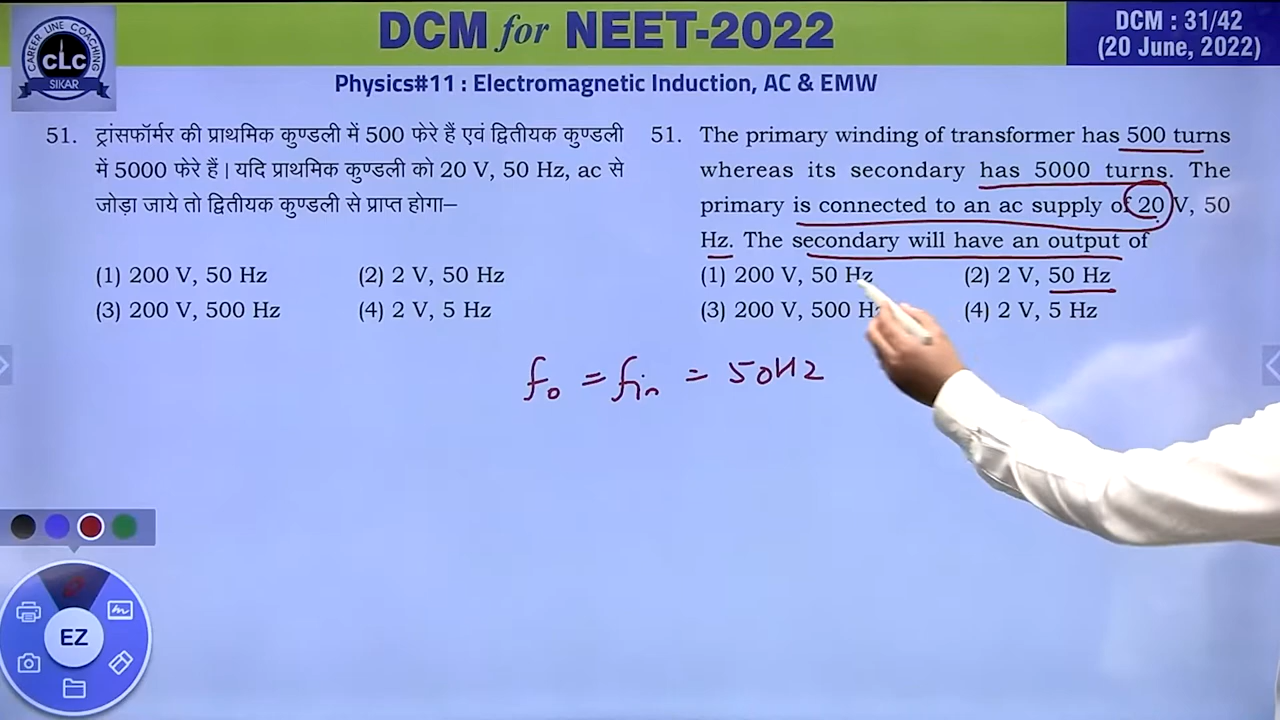 CAREER LINE COACHING
CLC
SIKAR
DCM for NEET-2022
DCM : 31/42
(20 June, 2022)
Physics#11 : Electromagnetic Induction, AC & EMW
51. ट्रांसफॉर्मर की प्राथमिक कुण्डली में 500 फेरे हैं एवं द्वितीयक कुण्डली
में 5000 फेरे हैं। यदि प्राथमिक कुण्डली को 20 V, 50 Hz, ac से
जोड़ा जाये तो द्वितीयक कुण्डली से प्राप्त होगा–
(1) 200 V, 50 Hz (2) 2 V, 50 Hz
(3) 200 V, 500 Hz (4) 2 V, 5 Hz
51. The primary winding of transformer has 500 turns
whereas its secondary has 5000 turns. The
primary is connected to an ac supply of 20 V, 50
Hz. The secondary will have an output of
(1) 200 V, 50 Hz (2) 2 V, 50 Hz
(3) 200 V, 500 Hz (4) 2 V, 5 Hz
fo = fin = 50Hz
EZ